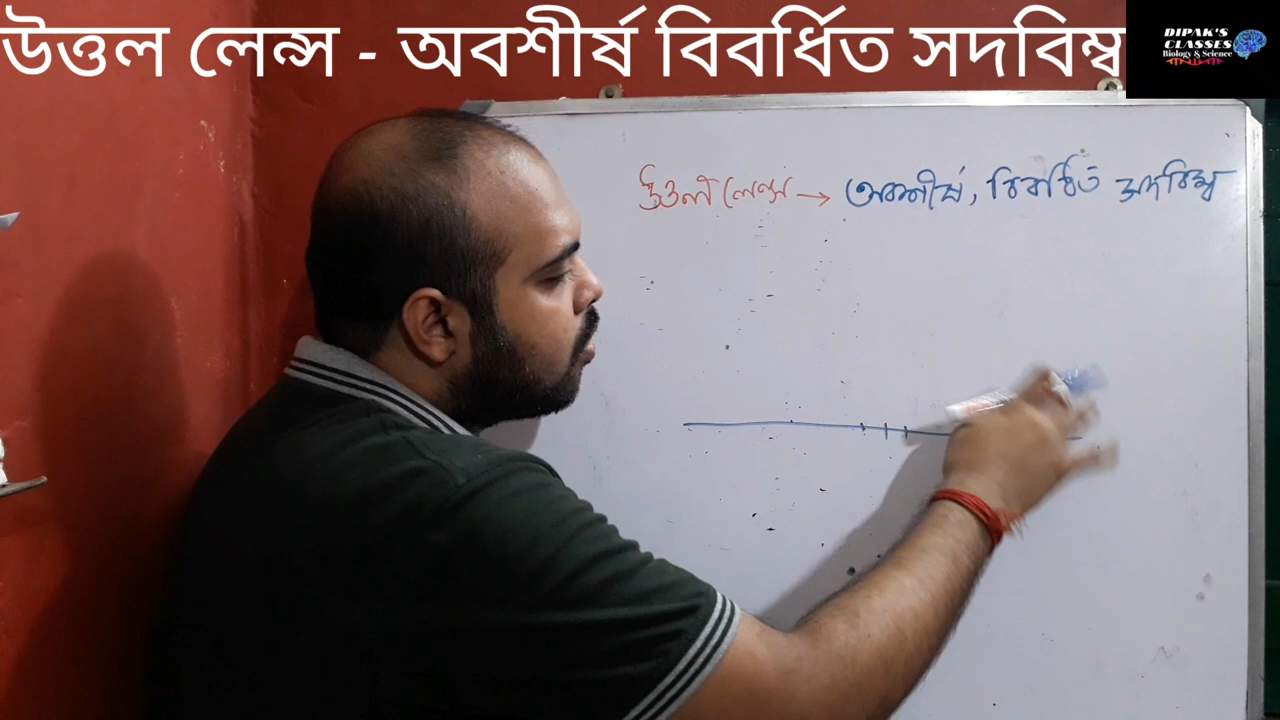 উত্তল লেন্স - অবশীর্ষ বিবর্ধিত সদবিম্ব
DIPAK'S
CLASSES
Biology & Science
উত্তল লেন্স → অবশীর্ষ, বিবর্ধিত সদবিম্ব